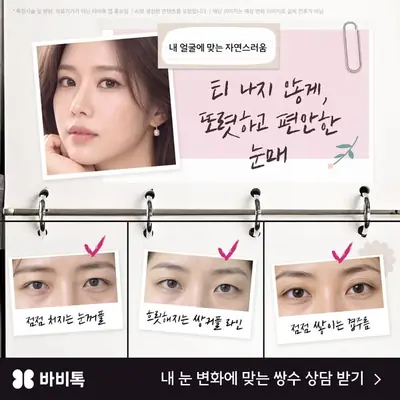 내 얼굴에 맞는 자연스러움
티 나지 않게,
또렷하고 편안한
눈매
점점 처지는 눈꺼풀
흐릿해지는 쌍꺼풀 라인
점점 쌓이는 겹주름
바비톡
내 눈 변화에 맞는 쌍수 상담 받기 >